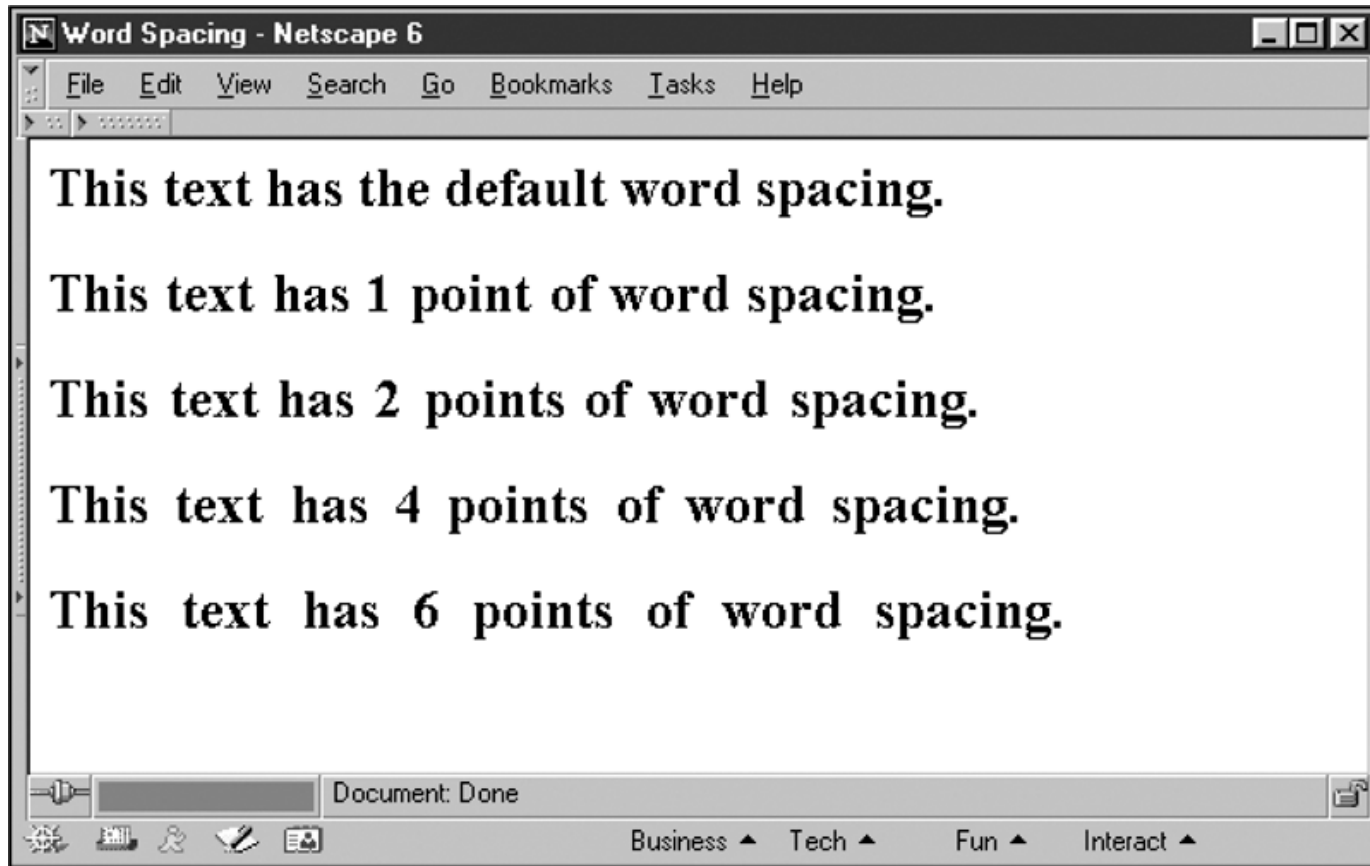 N Word Spacing - Netscape 6
File Edit View Search Go Bookmarks Tasks Help
This text has the default word spacing.
This text has 1 point of word spacing.
This text has 2 points of word spacing.
This text has 4 points of word spacing.
This text has 6 points of word spacing.
Document: Done
Business Tech Fun Interact